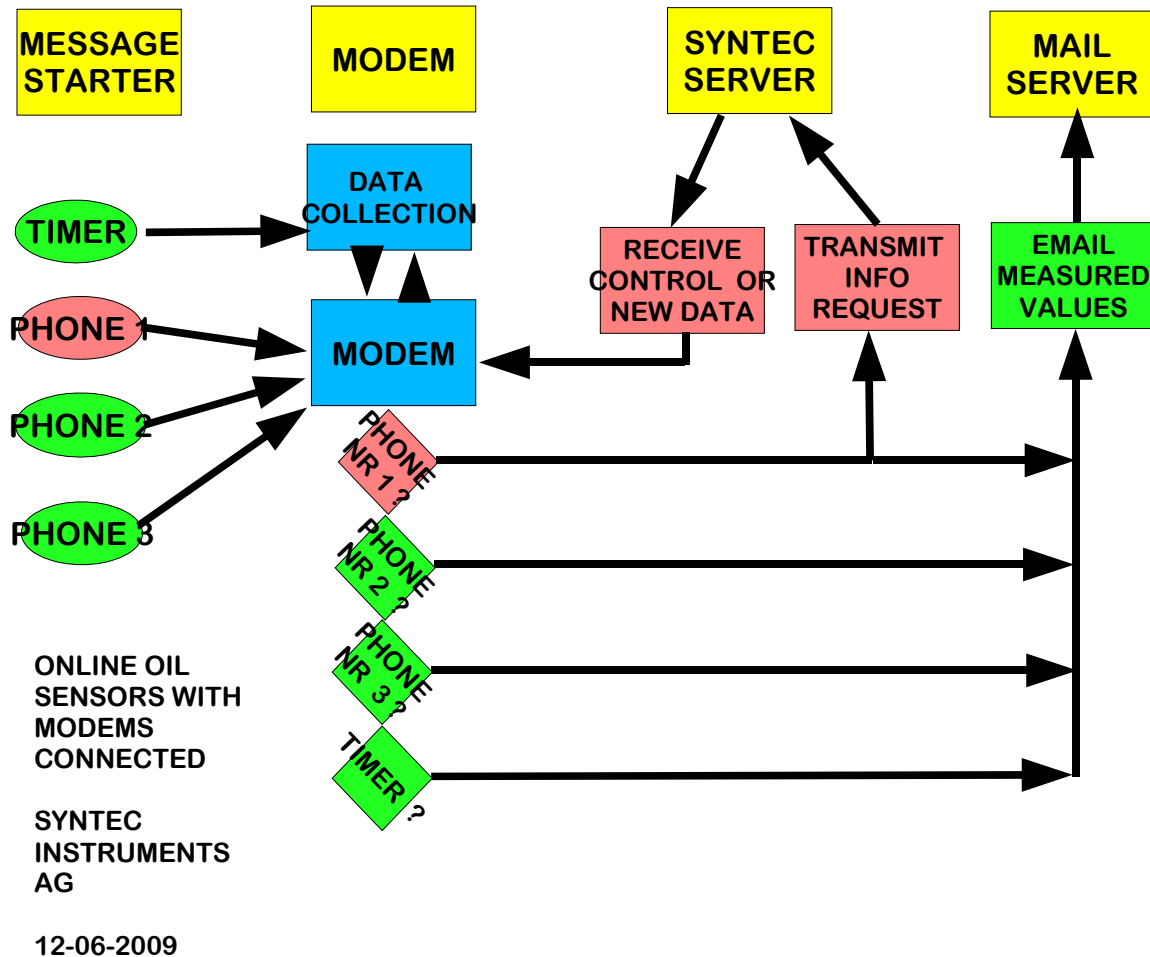 MESSAGE
STARTER
MODEM
SYNTEC
SERVER
MAIL
SERVER
DATA
COLLECTION
TIMER
RECEIVE
CONTROL OR
NEW DATA
TRANSMIT
INFO
REQUEST
EMAIL
MEASURED
VALUES
PHONE 1
MODEM
PHONE 2
PHONE 3
PHONE
NR 1 ?
PHONE
NR 2 ?
PHONE
NR 3 ?
TIMER ?
ONLINE OIL
SENSORS WITH
MODEMS
CONNECTED
SYNTEC
INSTRUMENTS
AG
12-06-2009